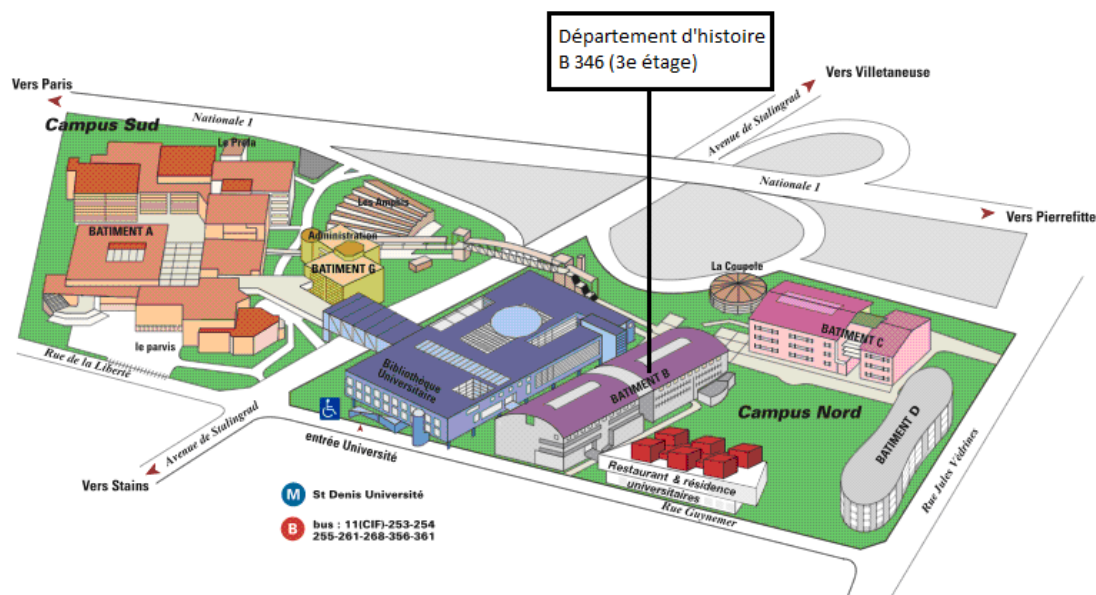 Département d'histoire
B 346 (3e étage)
Vers Paris
Vers Villetaneuse
Nationale 1
Avenue de Stalingrad
Campus Sud
Le Prefa
Nationale 1
Vers Pierrefitte
Les Amphis
BATIMENT A
Administration
BATIMENT G
La Coupole
BATIMENT C
le parvis
Rue de la Liberté
Bibliothèque
Universitaire
BATIMENT B
Campus Nord
BATIMENT D
Avenue de Stalingrad
entrée Université
Restaurant & résidence
universitaires
Rue Jules Védrines
Vers Stains
Rue Guynemer
M St Denis Université
B bus : 11(CIF)-253-254
255-261-268-356-361